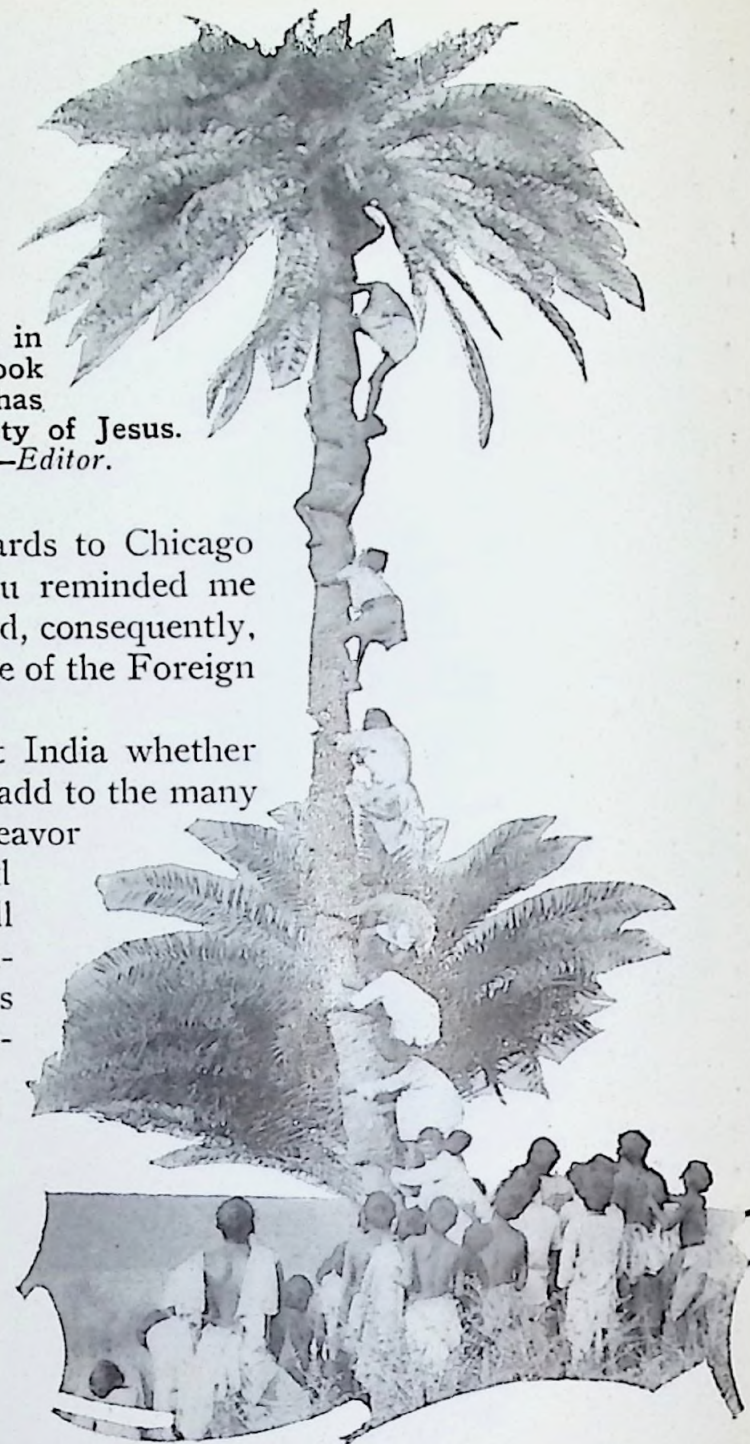 in
ook
nas
ty of Jesus.
—Editor.
ards to Chicago
u reminded me
d, consequently,
e of the Foreign
t India whether
add to the many
eavor
l
ll
-
s
-